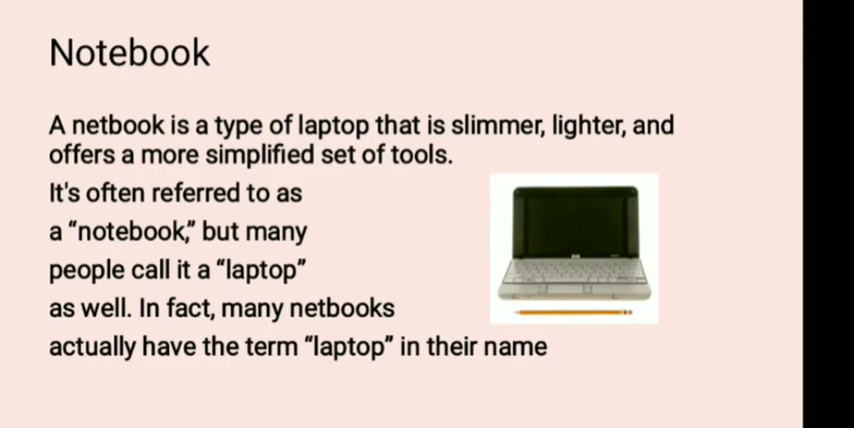 Notebook
A netbook is a type of laptop that is slimmer, lighter, and
offers a more simplified set of tools.
It's often referred to as
a “notebook,” but many
people call it a “laptop”
as well. In fact, many netbooks
actually have the term “laptop” in their name